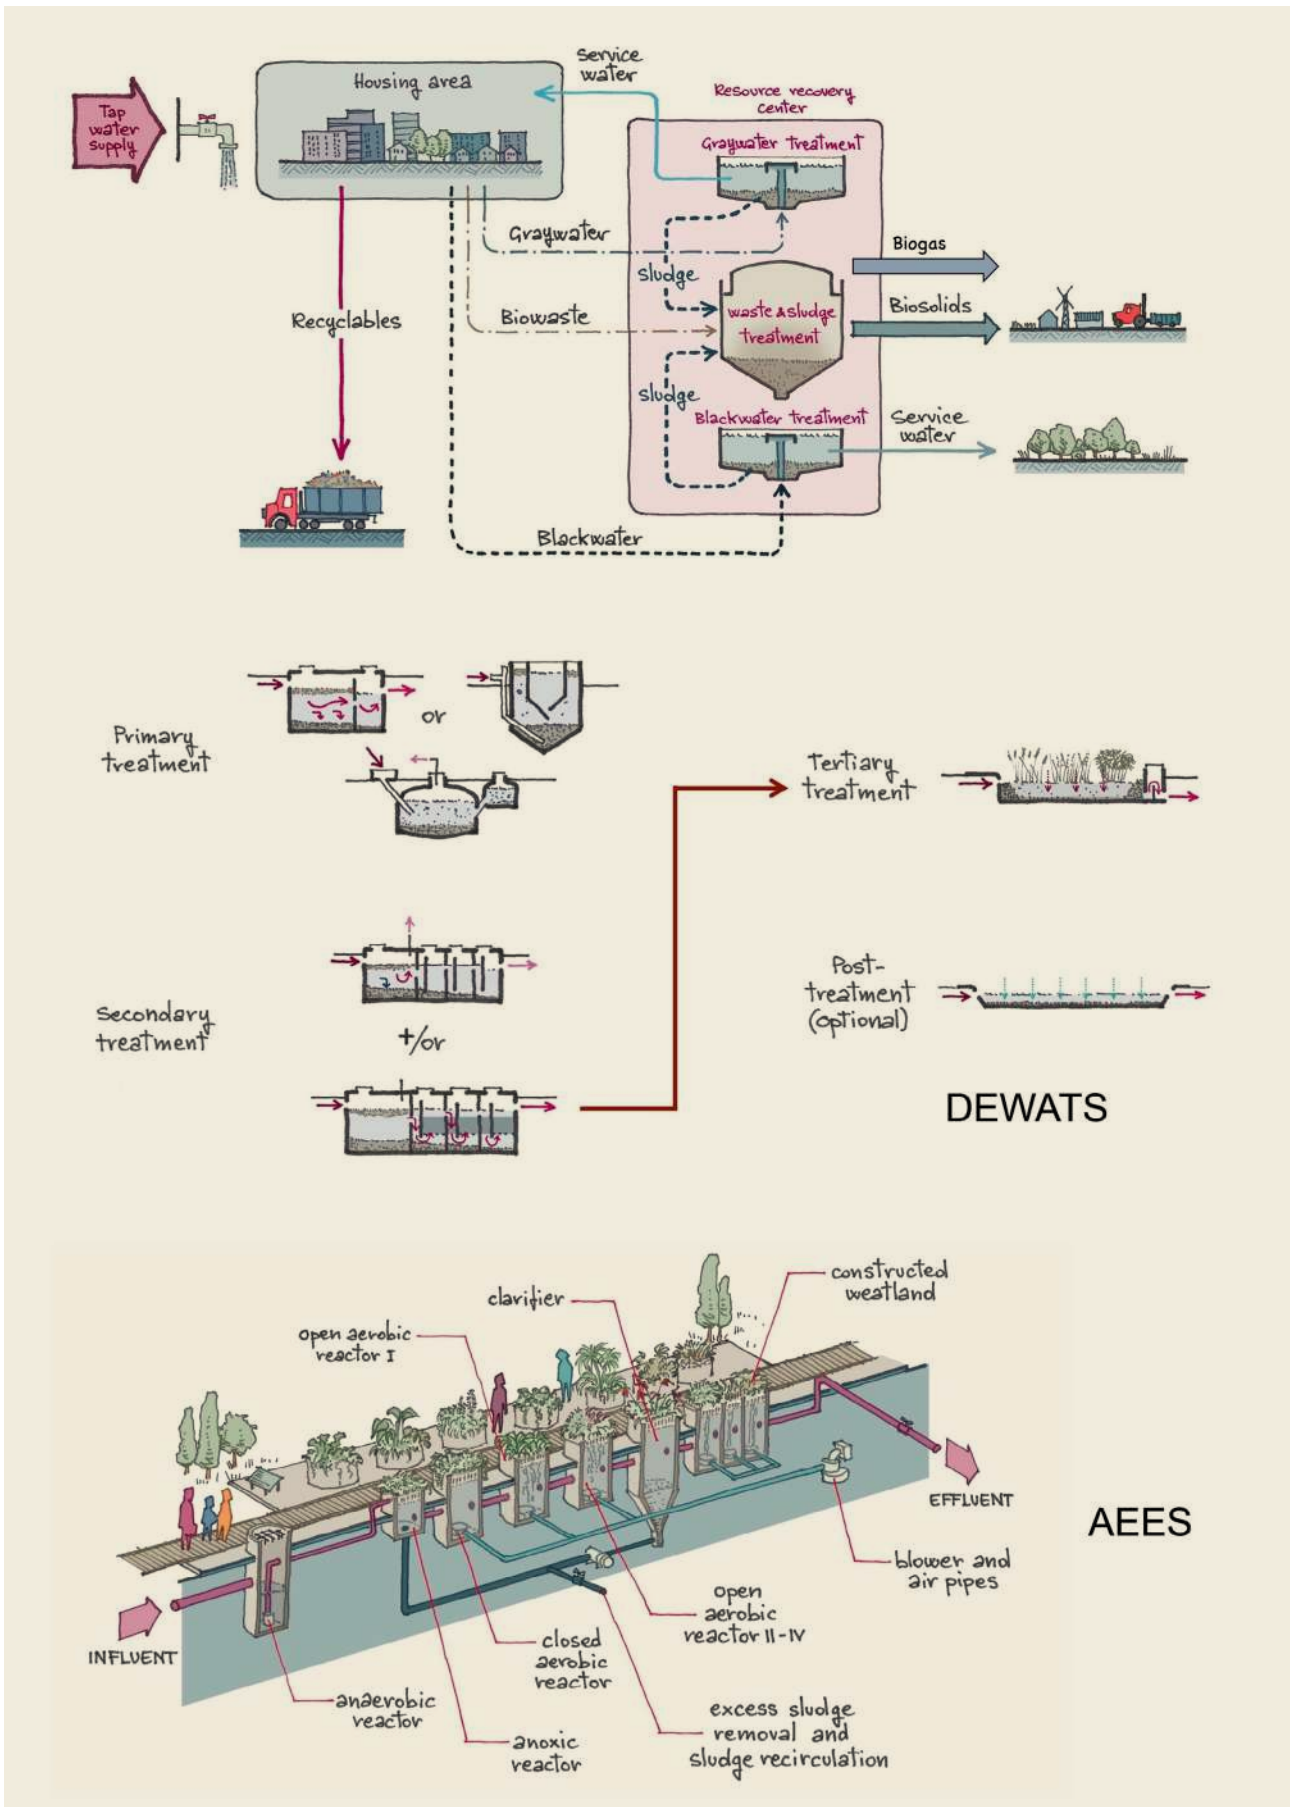 Service
water
Housing area
Tap
water
supply
Resource recovery
center
Graywater treatment
Graywater
Biogas
sludge
Biosolids
Recyclables
Biowaste
waste & sludge
treatment
sludge
Blackwater treatment
Service
water
Blackwater
or
Primary
treatment
Tertiary
treatment
Post-
treatment
(optional)
Secondary
treatment
+/or
DEWATS
constructed
weatland
clarifier
open aerobic
reactor I
EFFLUENT
AEES
blower and
air pipes
open
aerobic
reactor II-IV
INFLUENT
closed
aerobic
reactor
anaerobic
reactor
anoxic
reactor
excess sludge
removal and
sludge recirculation